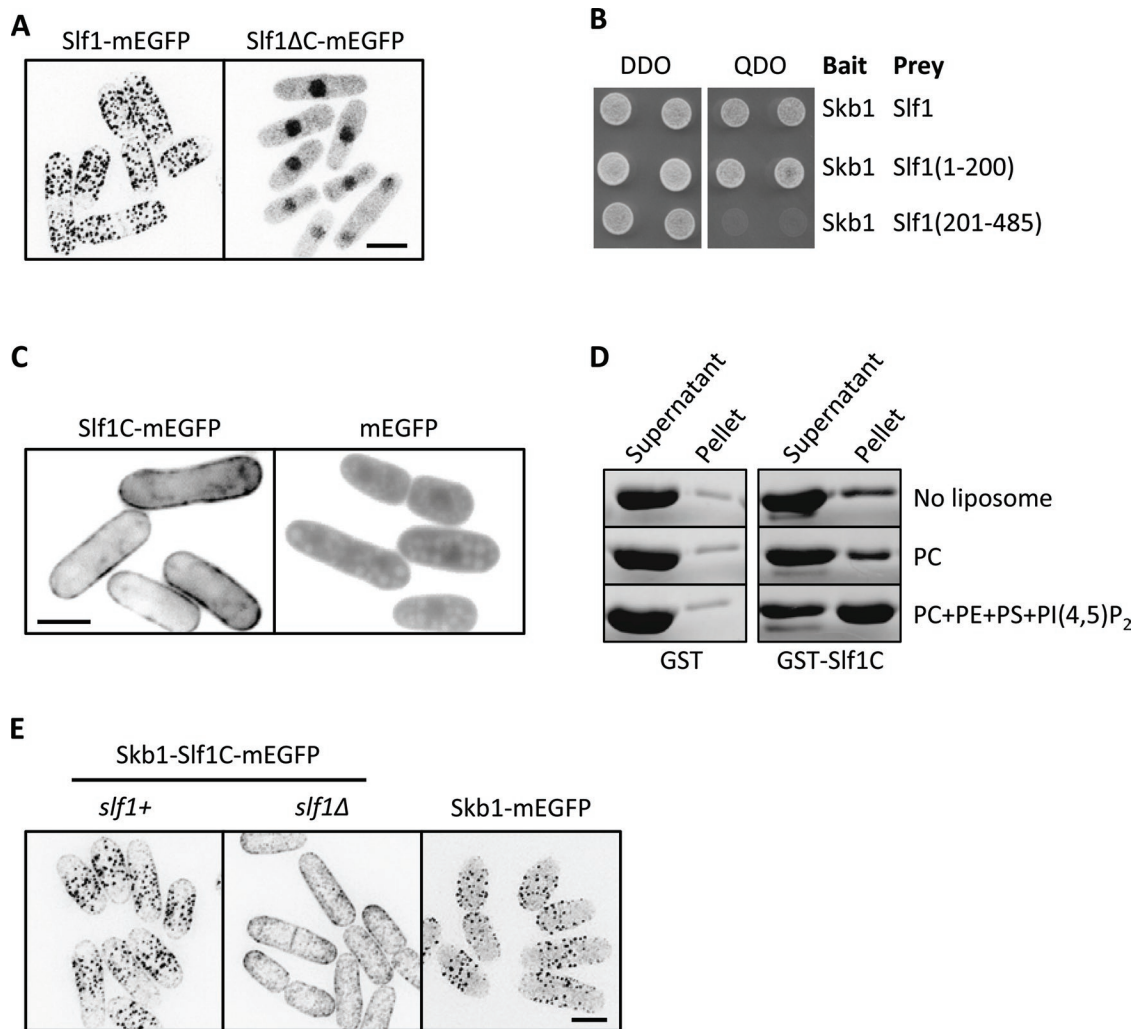 A
Slf1-mEGFP Slf1ΔC-mEGFP
B
DDO QDO Bait Prey
Skb1 Slf1
Skb1 Slf1(1-200)
Skb1 Slf1(201-485)
C
Slf1C-mEGFP mEGFP
D
Supernatant Pellet Supernatant Pellet
No liposome
PC
PC+PE+PS+PI(4,5)P₂
GST GST-Slf1C
E
Skb1-Slf1C-mEGFP
slf1+ slf1Δ Skb1-mEGFP